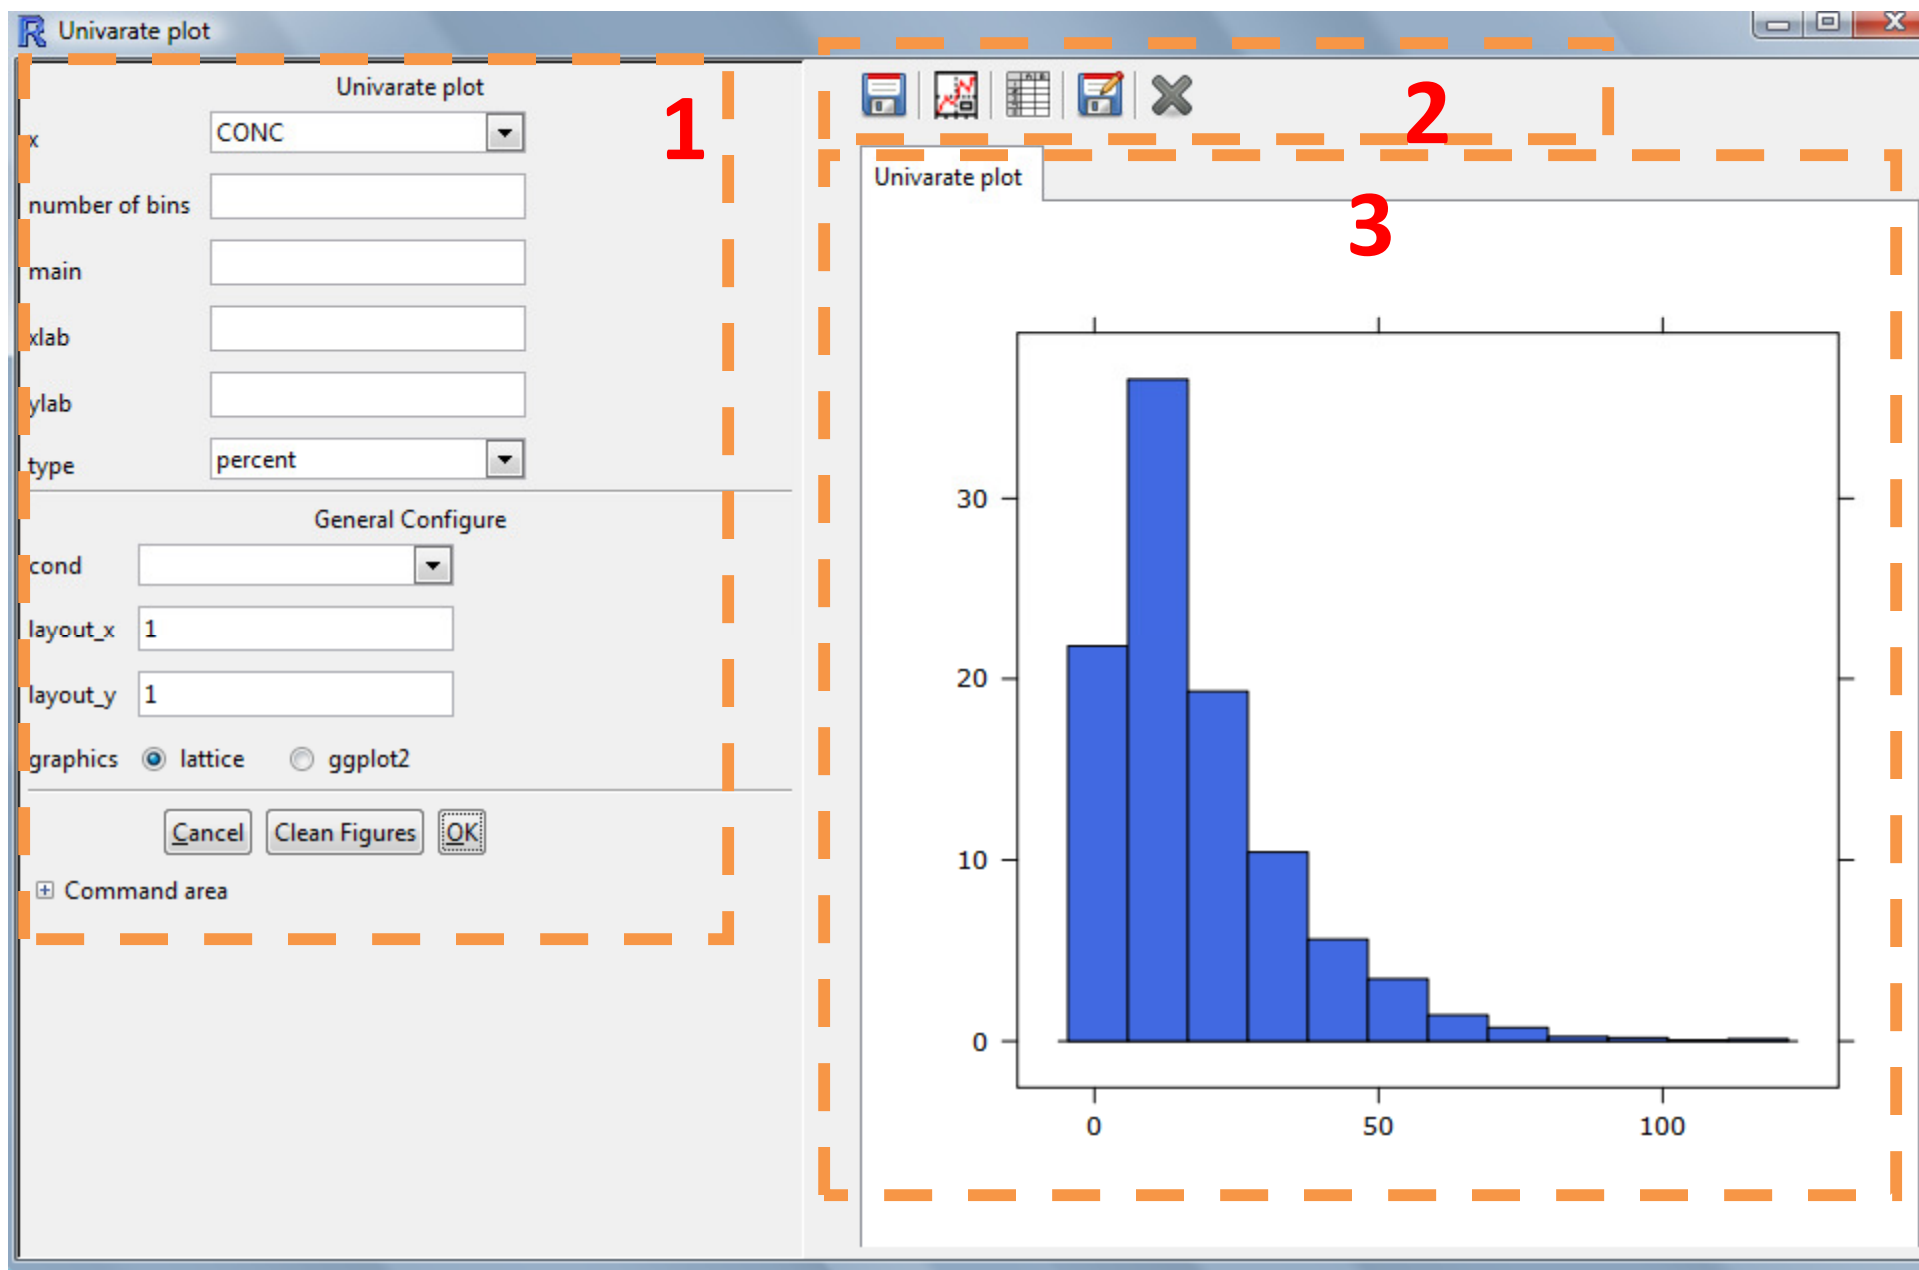 Univarate plot
Univarate plot
1
x CONC
number of bins
main
xlab
ylab
type percent
General Configure
cond
layout_x 1
layout_y 1
graphics lattice ggplot2
Cancel Clean Figures OK
Command area
2
Univarate plot
3
30
20
10
0
0 50 100